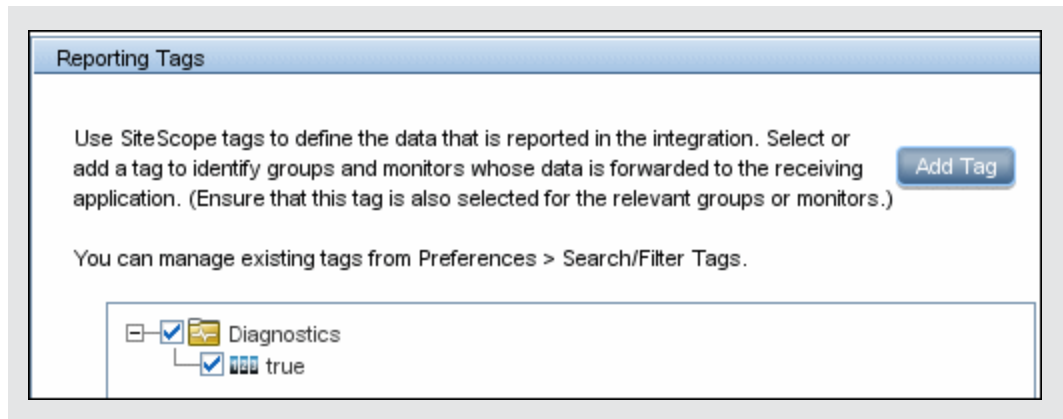 Reporting Tags
Use SiteScope tags to define the data that is reported in the integration. Select or
add a tag to identify groups and monitors whose data is forwarded to the receiving
application. (Ensure that this tag is also selected for the relevant groups or monitors.)
Add Tag
You can manage existing tags from Preferences > Search/Filter Tags.
Diagnostics
true